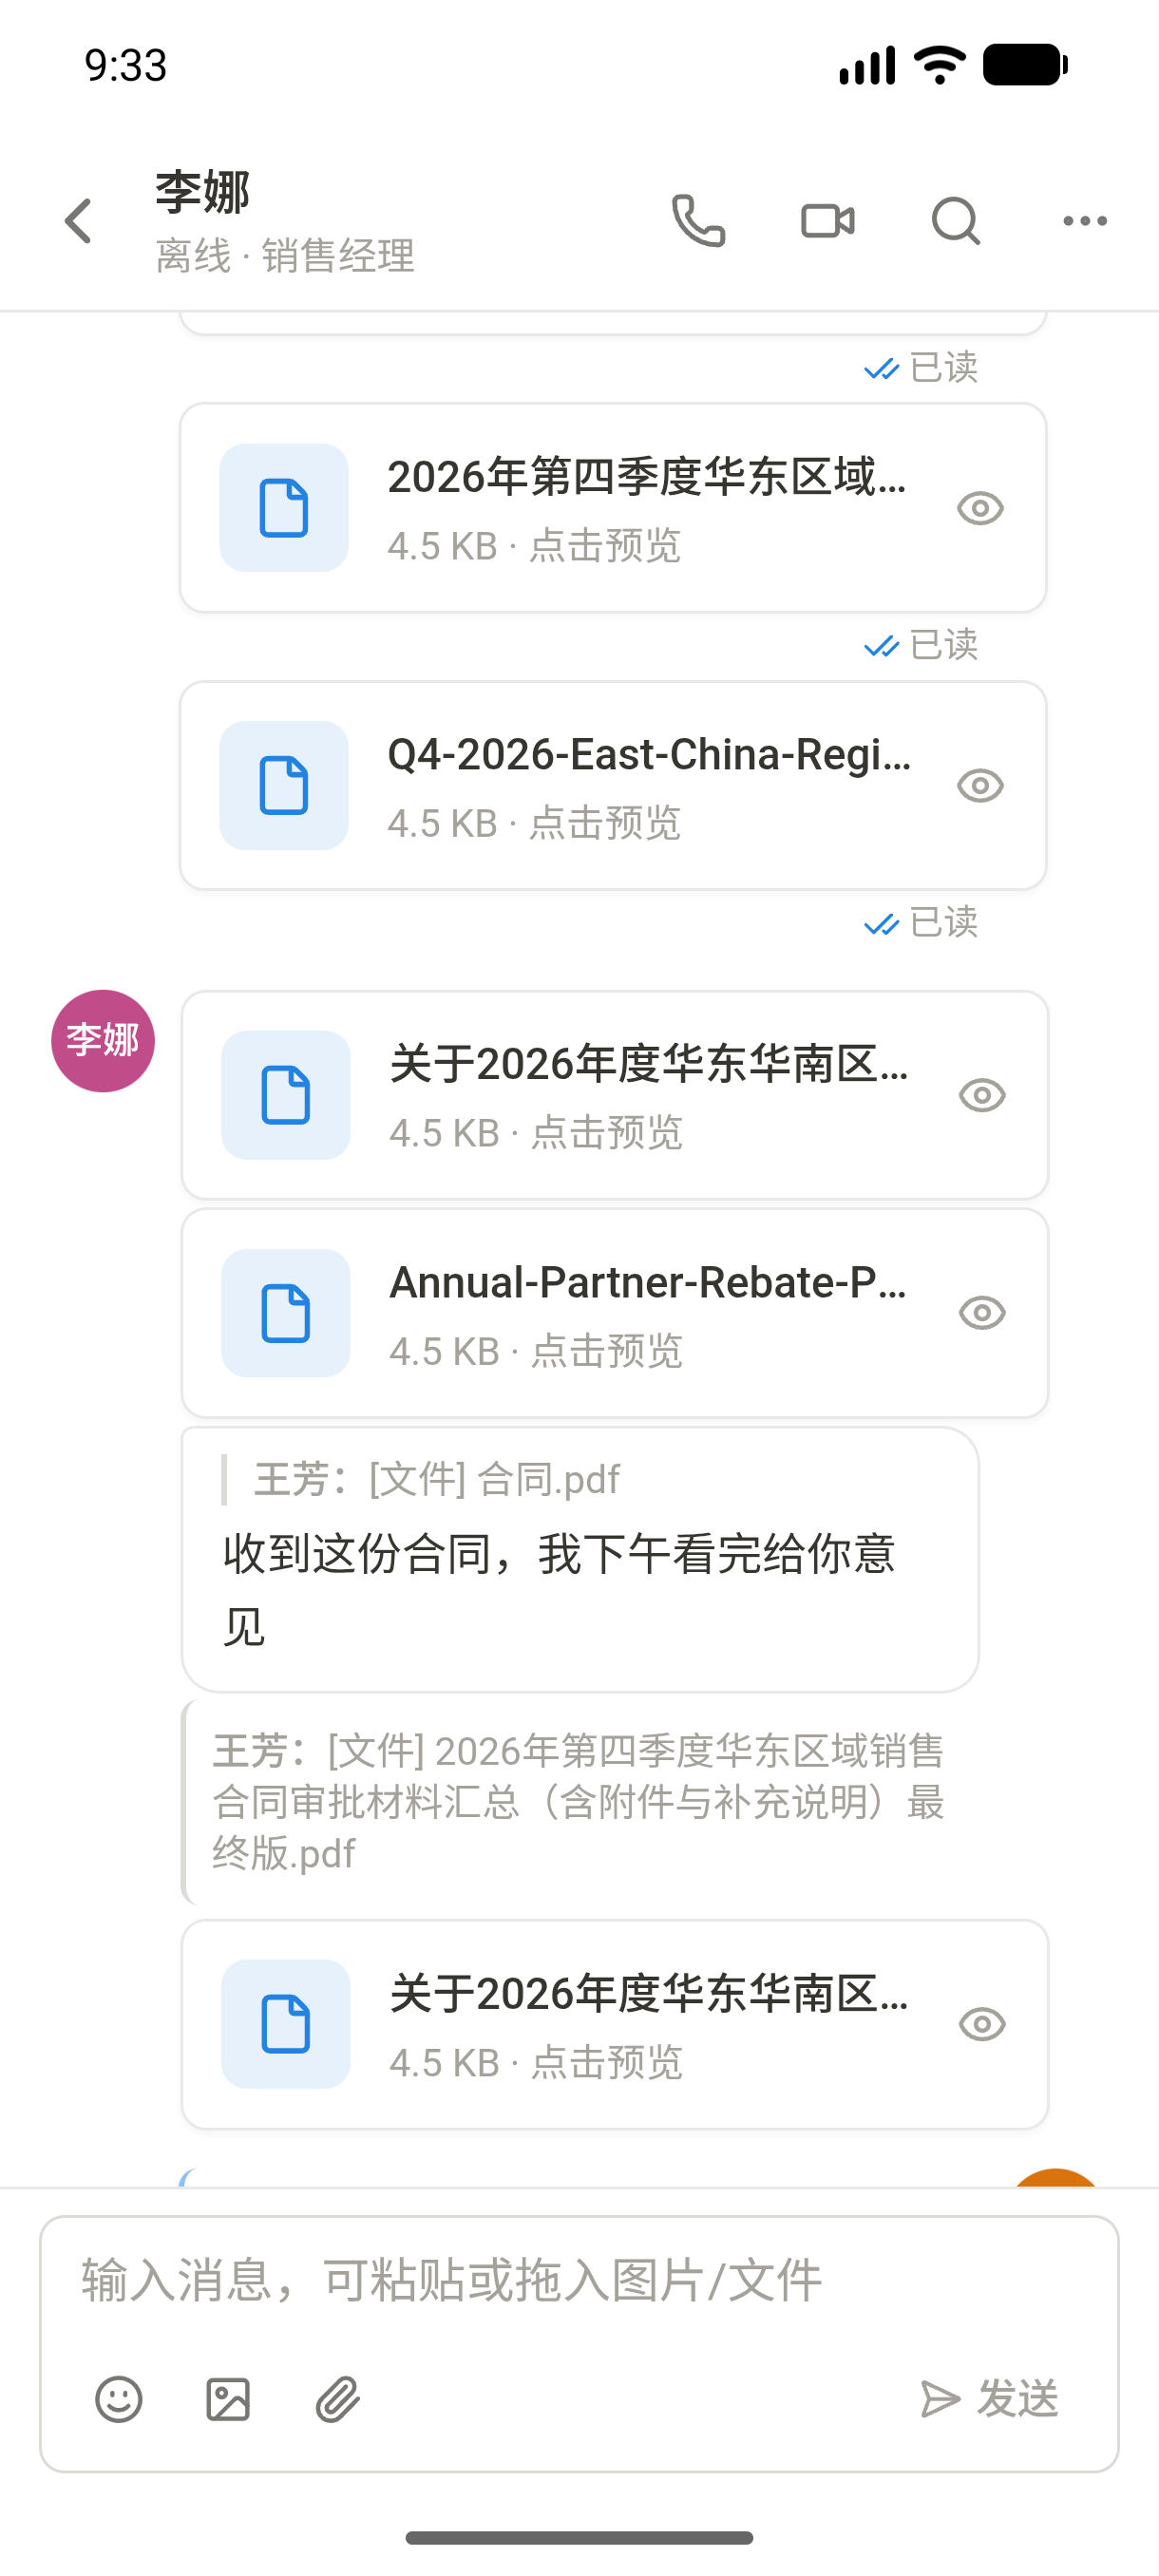 9:33
李娜
离线 · 销售经理
已读
2026年第四季度华东区域…
4.5 KB · 点击预览
已读
Q4-2026-East-China-Regi…
4.5 KB · 点击预览
已读
李娜
关于2026年度华东华南区…
4.5 KB · 点击预览
Annual-Partner-Rebate-P…
4.5 KB · 点击预览
王芳：[文件] 合同.pdf
收到这份合同，我下午看完给你意
见
王芳：[文件] 2026年第四季度华东区域销售
合同审批材料汇总（含附件与补充说明）最
终版.pdf
关于2026年度华东华南区…
4.5 KB · 点击预览
输入消息，可粘贴或拖入图片/文件
发送